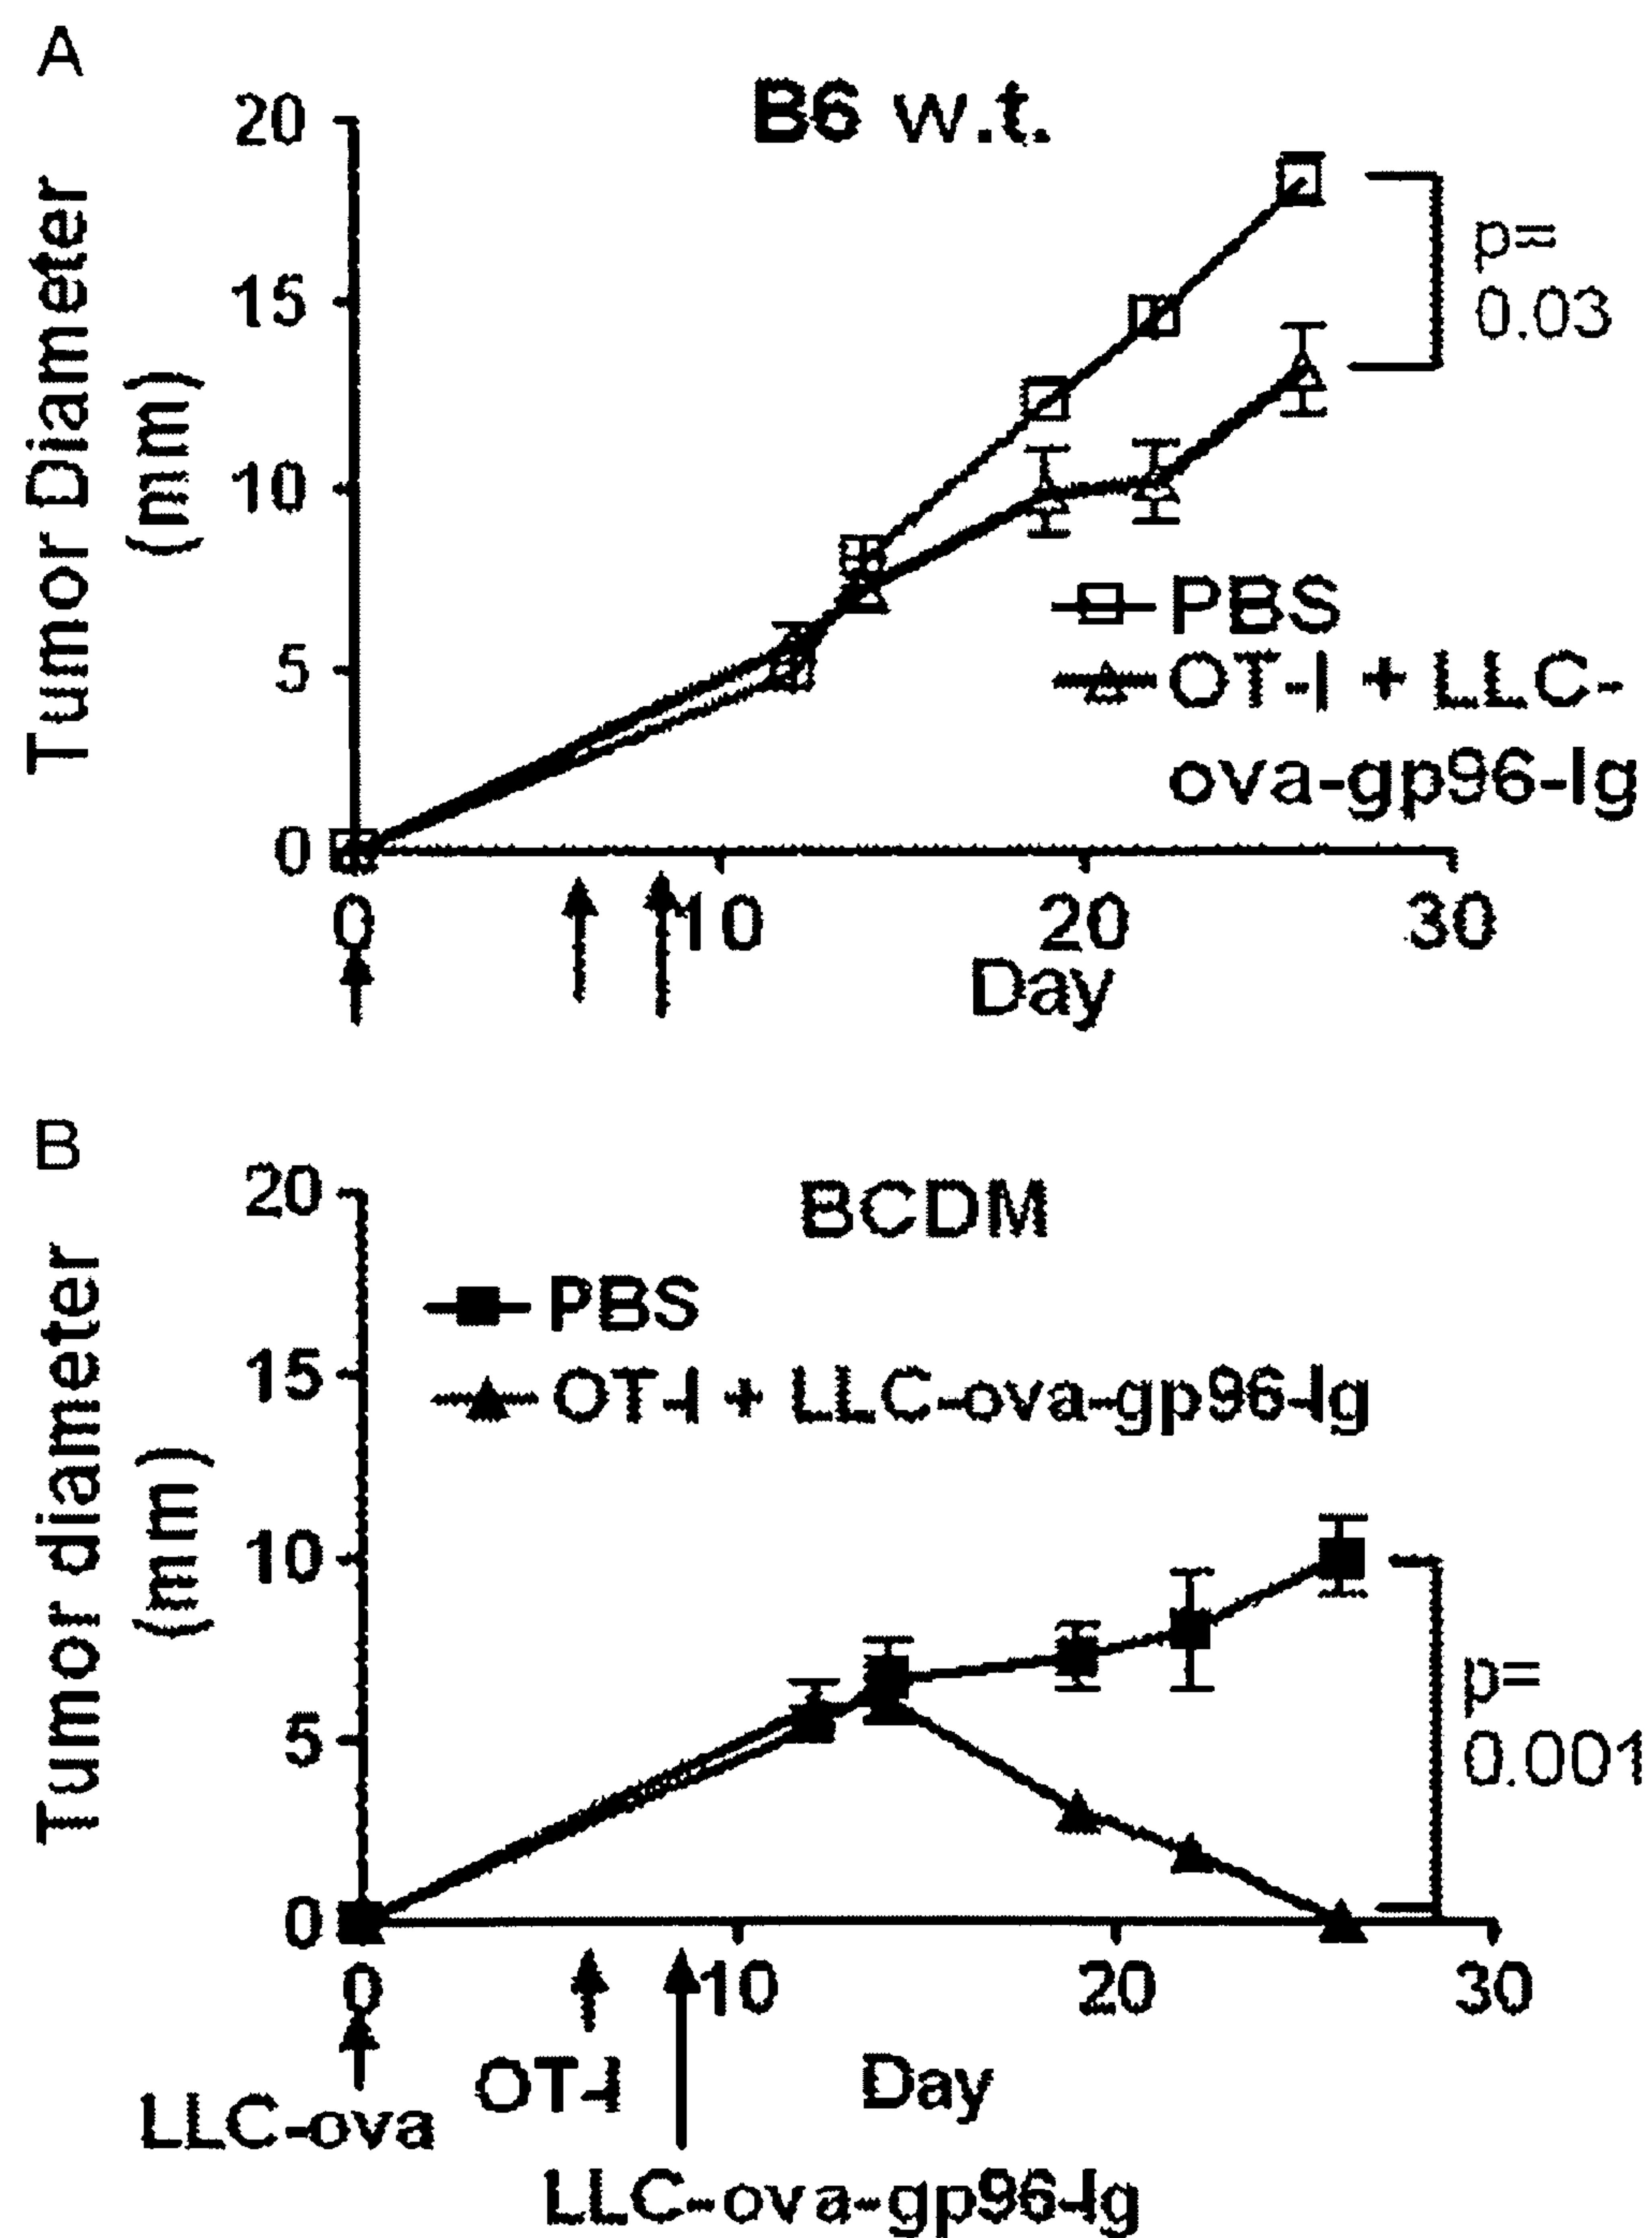 A
B6 w.t.
Tumor Diameter
(mm)
20
15
10
5
0
p=
0.03
PBS
OT-I + LLC-
ova-gp96-Ig
0
10
20
30
Day
B
BCDM
Tumor diameter
(mm)
20
15
10
5
0
PBS
OT-I + LLC-ova-gp96-Ig
p=
0.001
0
10
20
30
OT-I
Day
LLC-ova
LLC-ova-gp96-Ig